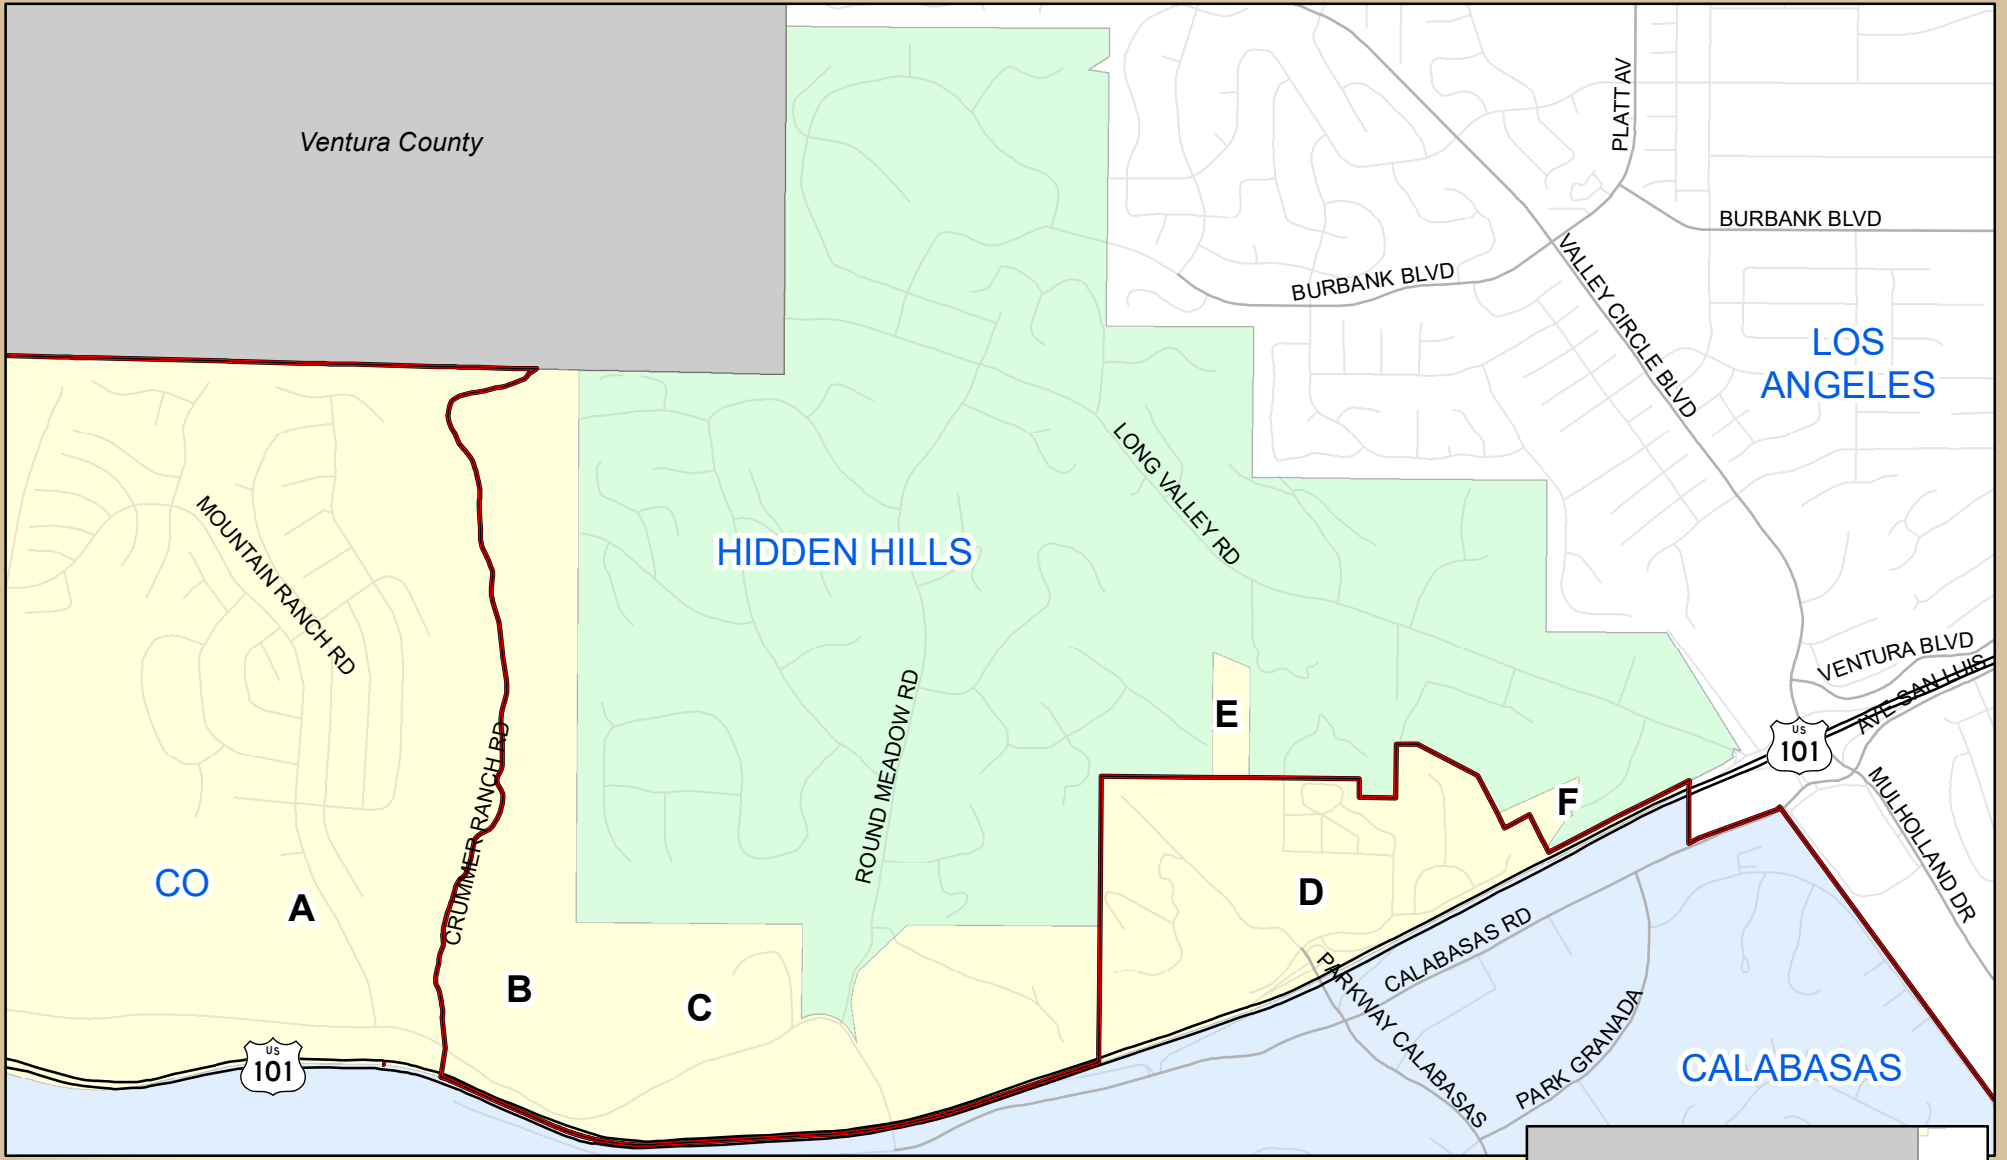 Ventura County
PLATT AV
BURBANK BLVD
BURBANK BLVD
VALLEY CIRCLE BLVD
LOS
ANGELES
LONG VALLEY RD
MOUNTAIN RANCH RD
HIDDEN HILLS
VENTURA BLVD
AVE SAN LUIS
US
101
E
F
MULHOLLAND DR
ROUND MEADOW RD
CRUMMER RANCH RD
CO
A
D
B
C
CALABASAS RD
PARKWAY CALABASAS
PARK GRANADA
CALABASAS
US
101